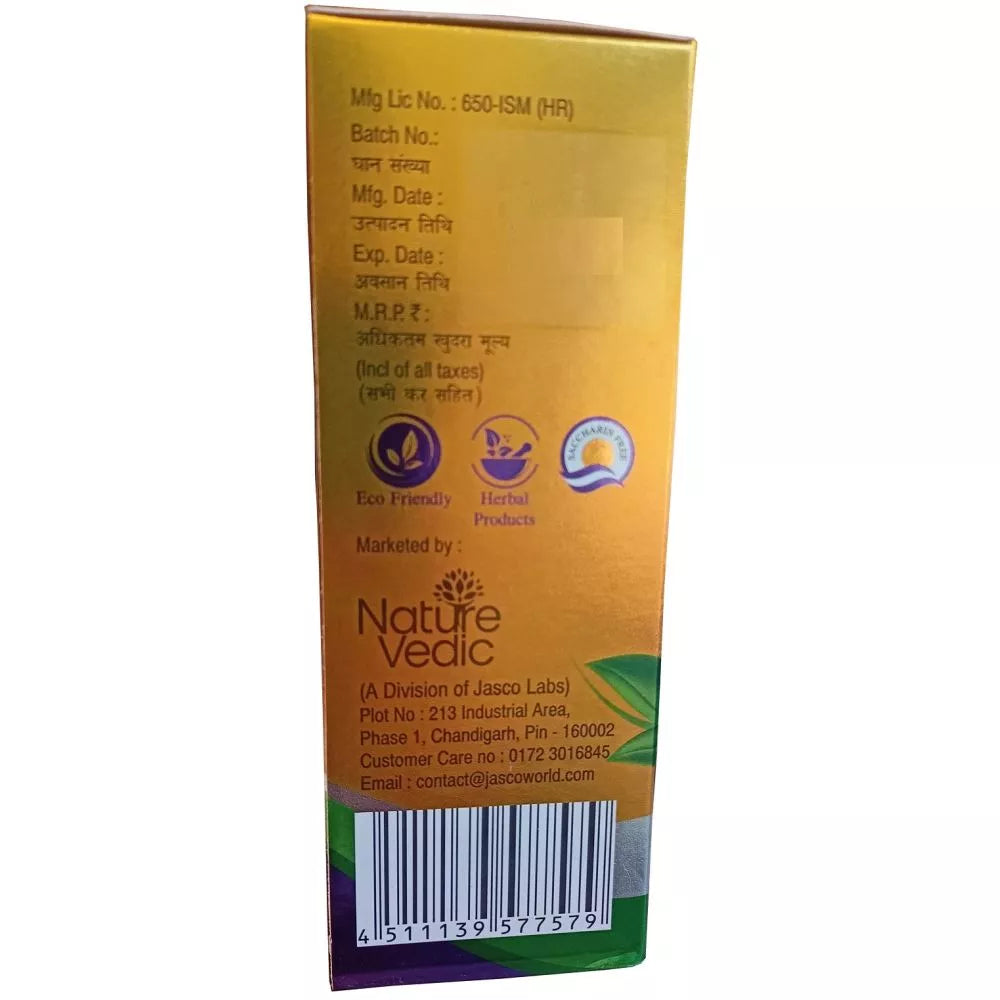 Mfg Lic No. : 650-ISM (HR)
Batch No.:
घान संख्या
Mfg. Date :
उत्पादन तिथि
Exp. Date :
अवसान तिथि
M.R.P. ₹ :
अधिकतम खुदरा मूल्य
(Incl of all taxes)
(सभी कर सहित)
SACCHARIN FREE
Eco Friendly
Herbal
Products
Marketed by :
Nature
Vedic
(A Division of Jasco Labs)
Plot No : 213 Industrial Area,
Phase 1, Chandigarh, Pin - 160002
Customer Care no : 0172 3016845
Email : contact@jascoworld.com
4 511139 577579